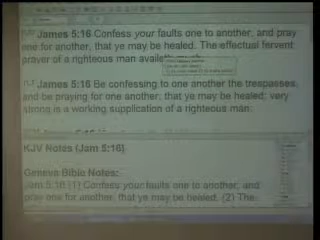 James 5:16 Confess your faults one to another, and pray
one for another, that ye may be healed. The effectual fervent
prayer of a righteous man
James 5:16 Be confessing to one another the trespasses,
and be praying for one another, that ye may be healed; very
strong is a working supplication of a righteous man;
KJV Notes (Jam 5:16)
Geneva Bible Notes:
Jam 5:16 (1) Confess your faults one to another, and
pray one for another, that ye may be healed. (2) The